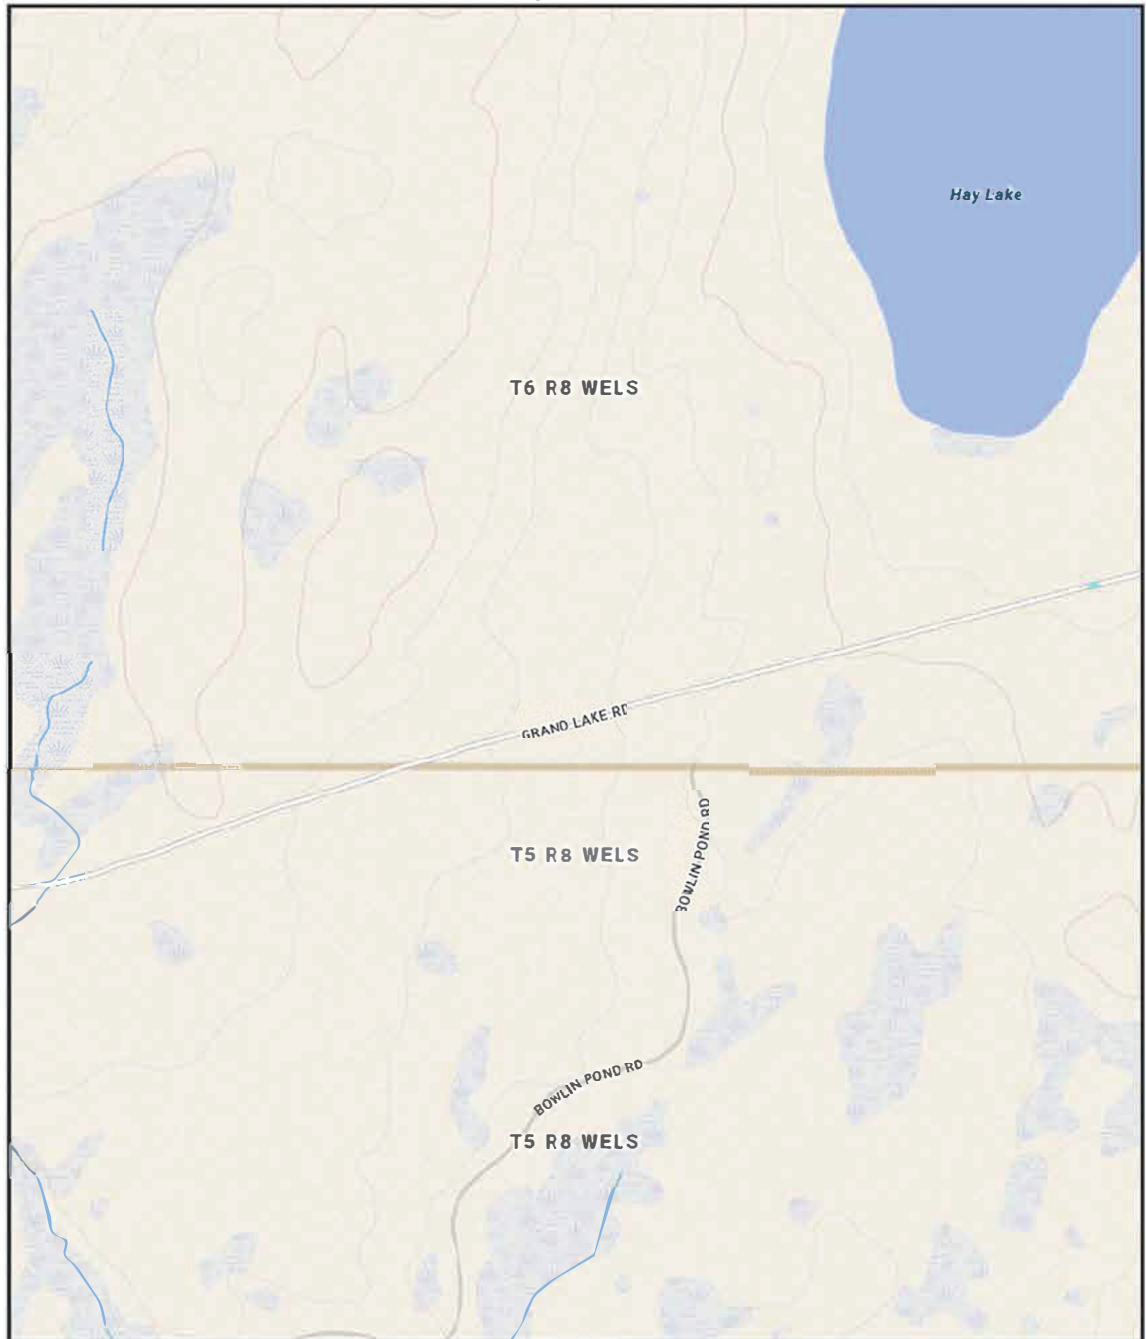 Hay Lake
T6 R8 WELS
GRAND LAKE RD
T5 R8 WELS
BOWLIN POND RD
BOWLIN POND RD
T5 R8 WELS